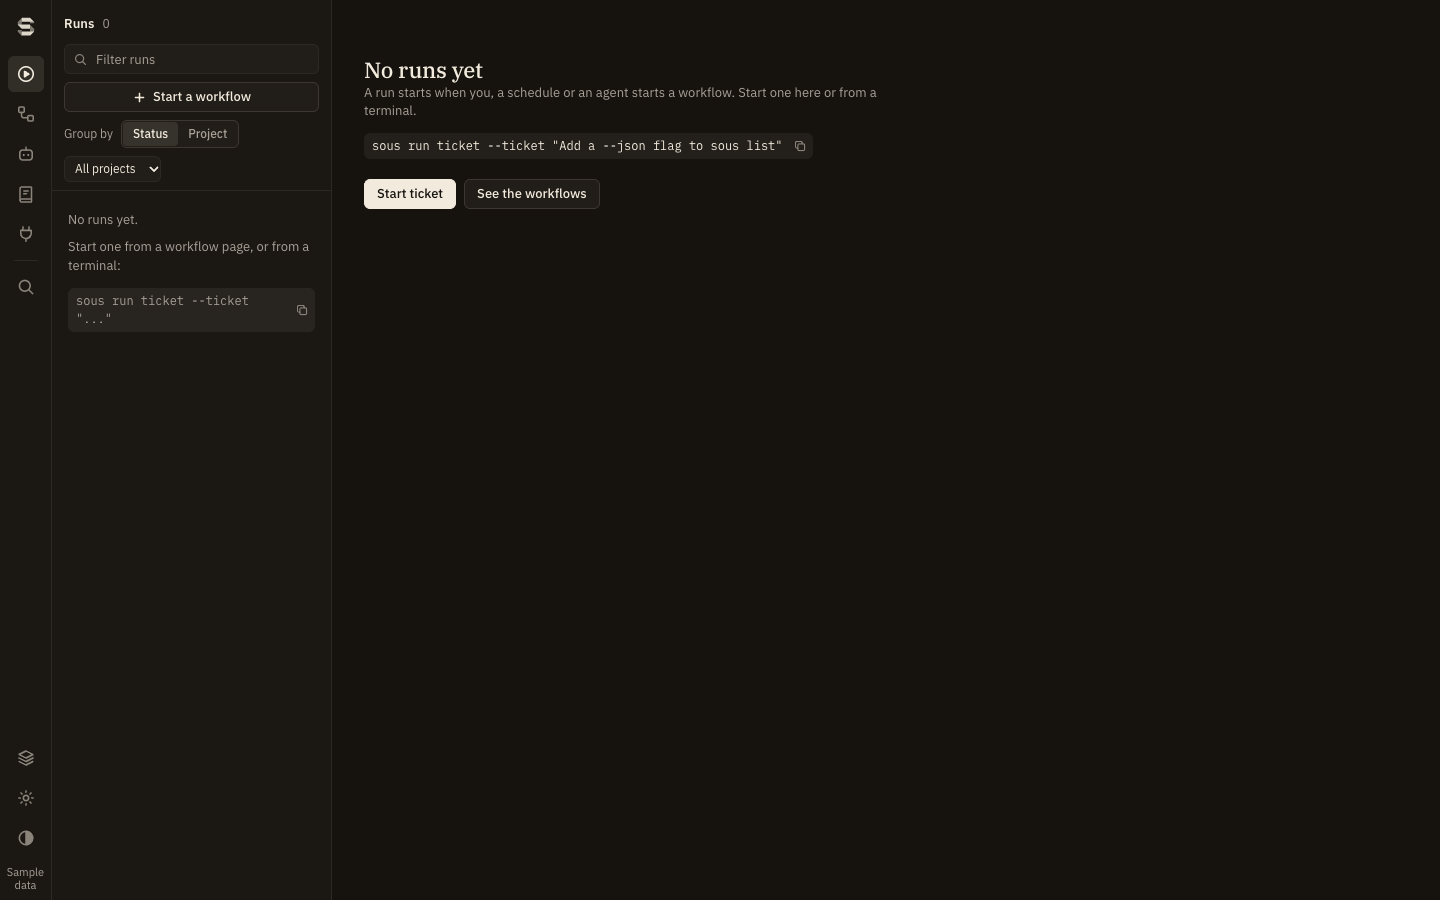 Runs 0
Filter runs
Start a workflow
Group by Status Project
All projects
No runs yet.
Start one from a workflow page, or from a
terminal:
sous run ticket --ticket
"..."
Sample
data
No runs yet
A run starts when you, a schedule or an agent starts a workflow. Start one here or from a
terminal.
sous run ticket --ticket "Add a --json flag to sous list"
Start ticket See the workflows